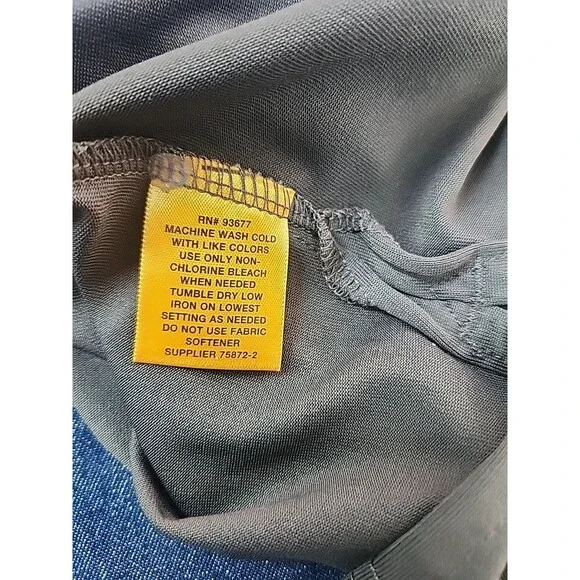 RN# 93677
MACHINE WASH COLD
WITH LIKE COLORS
USE ONLY NON-
CHLORINE BLEACH
WHEN NEEDED
TUMBLE DRY LOW
IRON ON LOWEST
SETTING AS NEEDED
DO NOT USE FABRIC
SOFTENER
SUPPLIER 75872-2